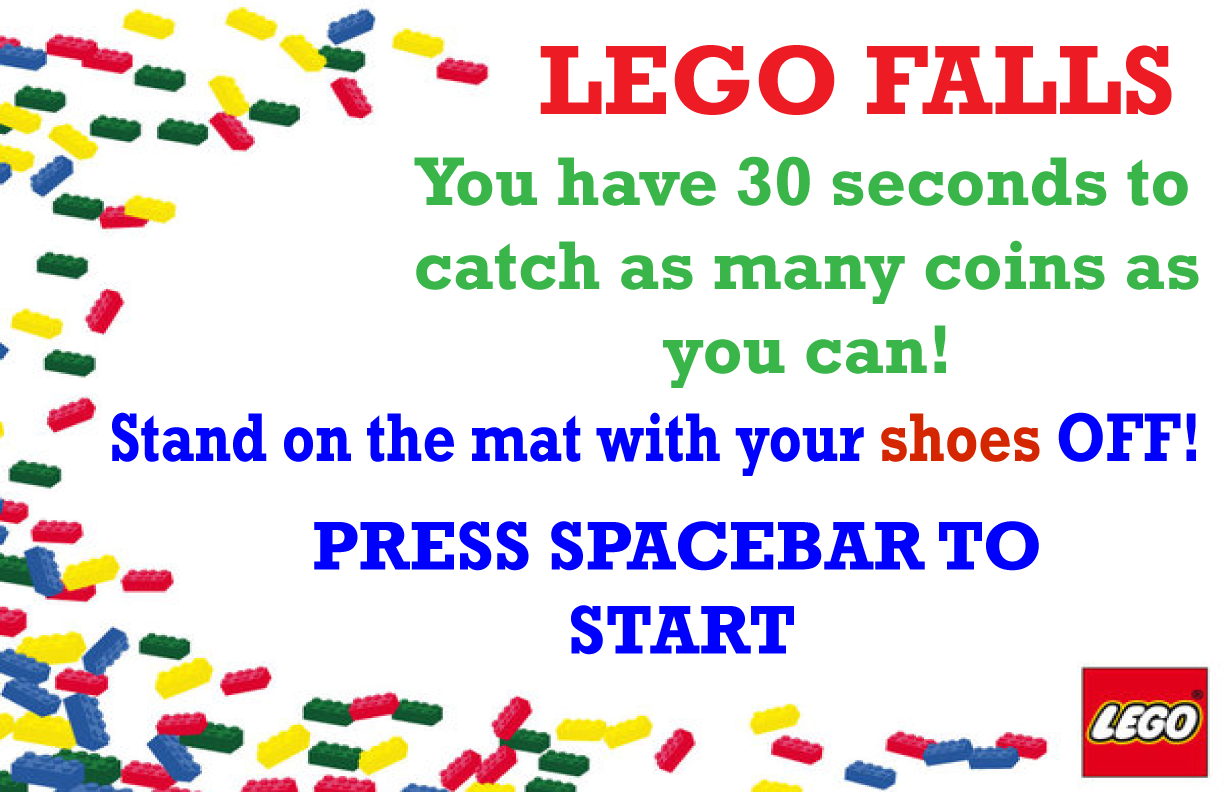 LEGO FALLS
You have 30 seconds to
catch as many coins as
you can!
Stand on the mat with your shoes OFF!
PRESS SPACEBAR TO
START
LEGO®